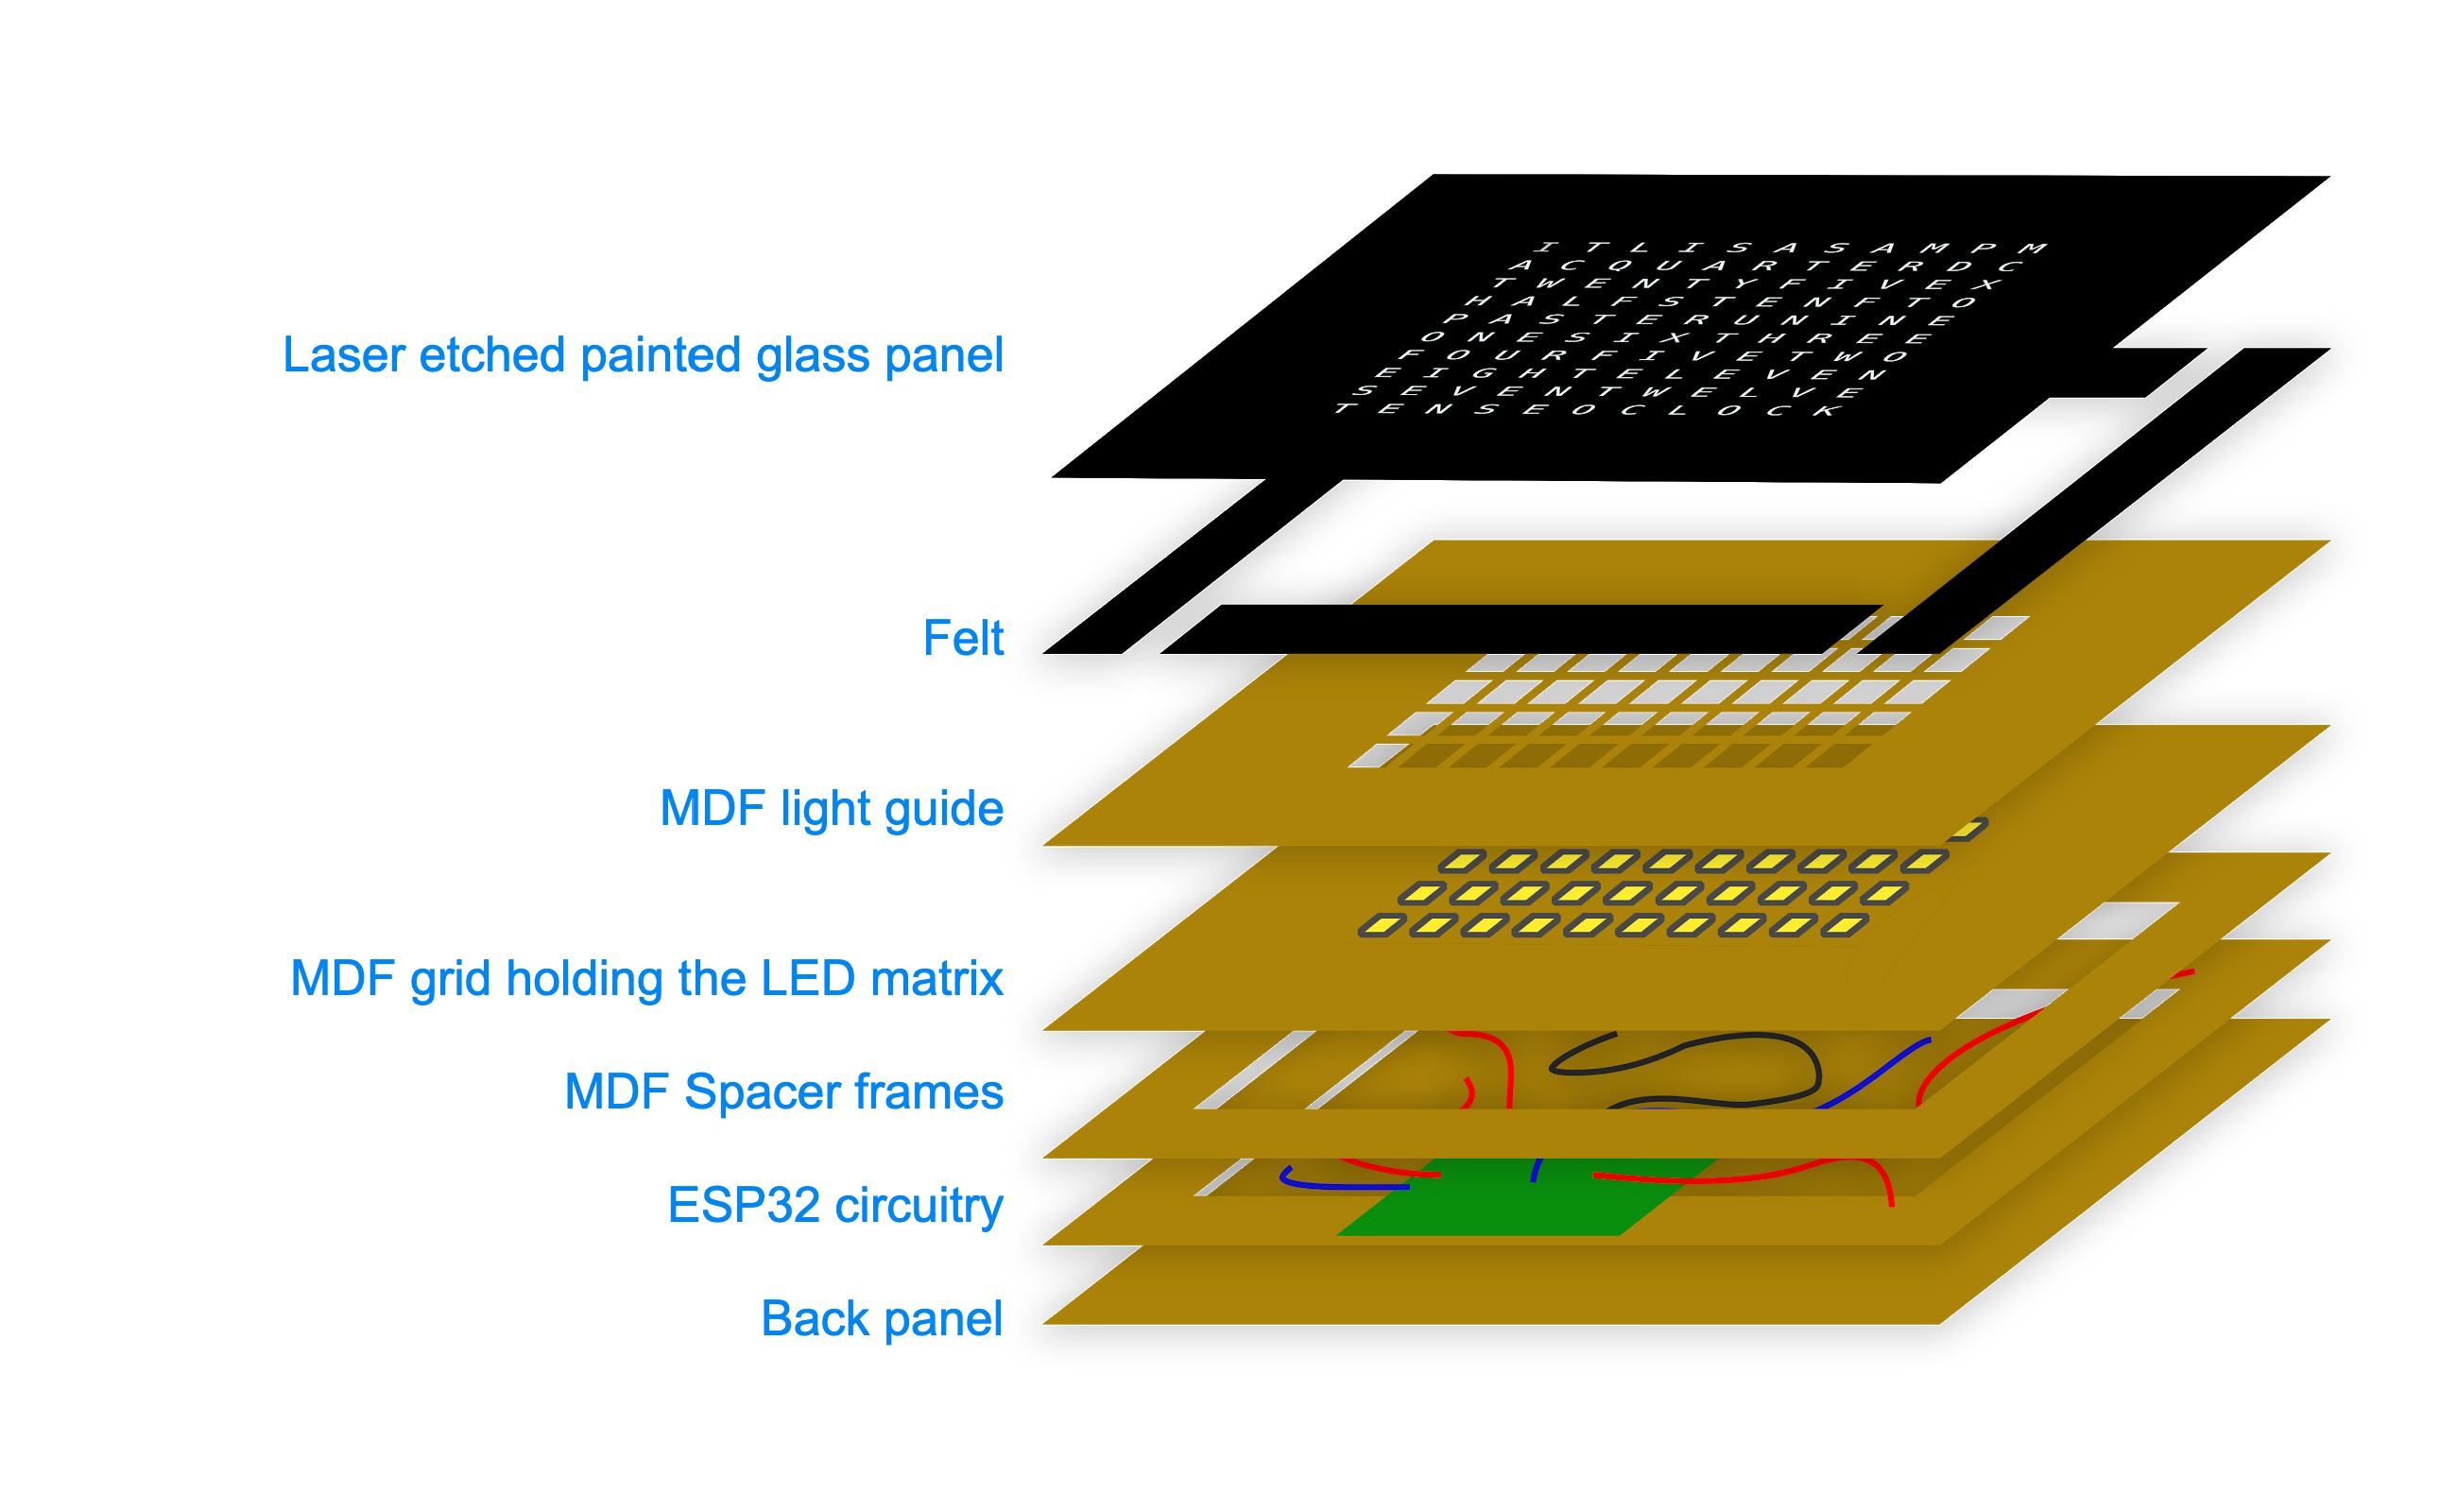 I T L I S A S A M P M
A C Q U A R T E R D C
T W E N T Y F I V E X
H A L F S T E N F T O
P A S T E R U N I N E
O N E S I X T H R E E
F O U R F I V E T W O
E I G H T E L E V E N
S E V E N T W E L V E
T E N S E O C L O C K
Laser etched painted glass panel
Felt
MDF light guide
MDF grid holding the LED matrix
MDF Spacer frames
ESP32 circuitry
Back panel